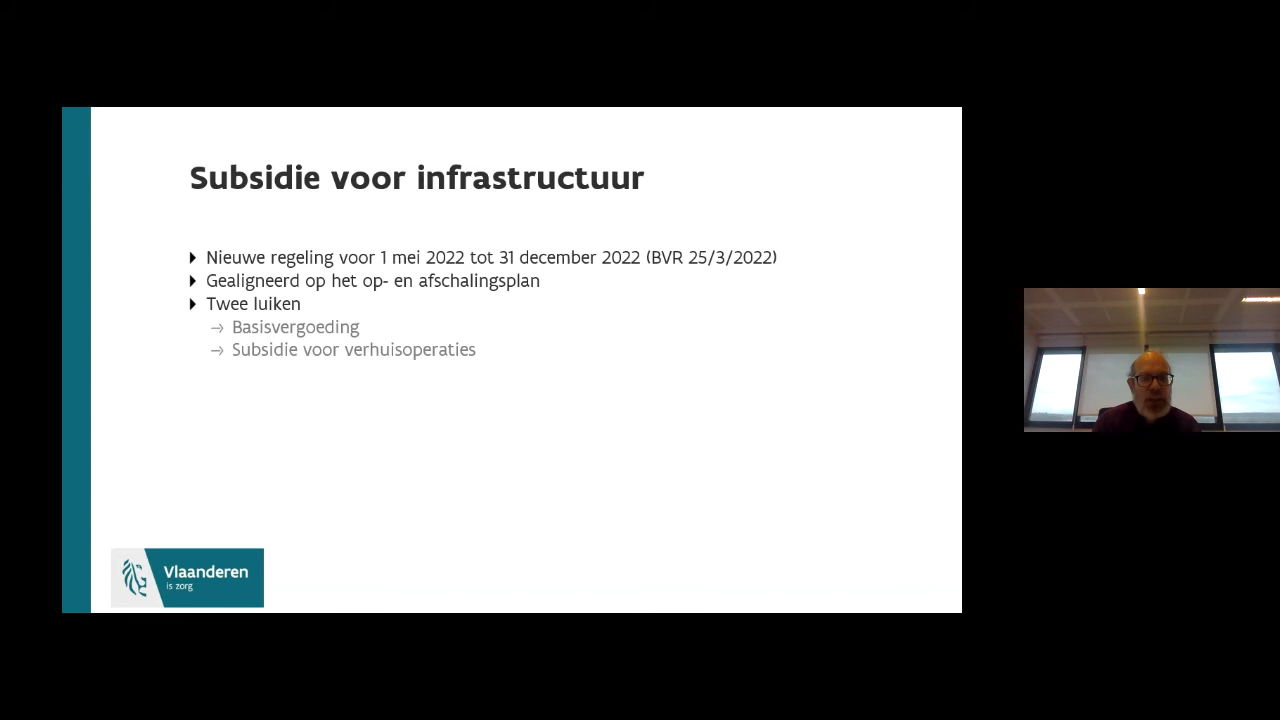 Subsidie voor infrastructuur
Nieuwe regeling voor 1 mei 2022 tot 31 december 2022 (BVR 25/3/2022)
Gealigneerd op het op- en afschalingsplan
Twee luiken
Basisvergoeding
Subsidie voor verhuisoperaties
Vlaanderen
is zorg